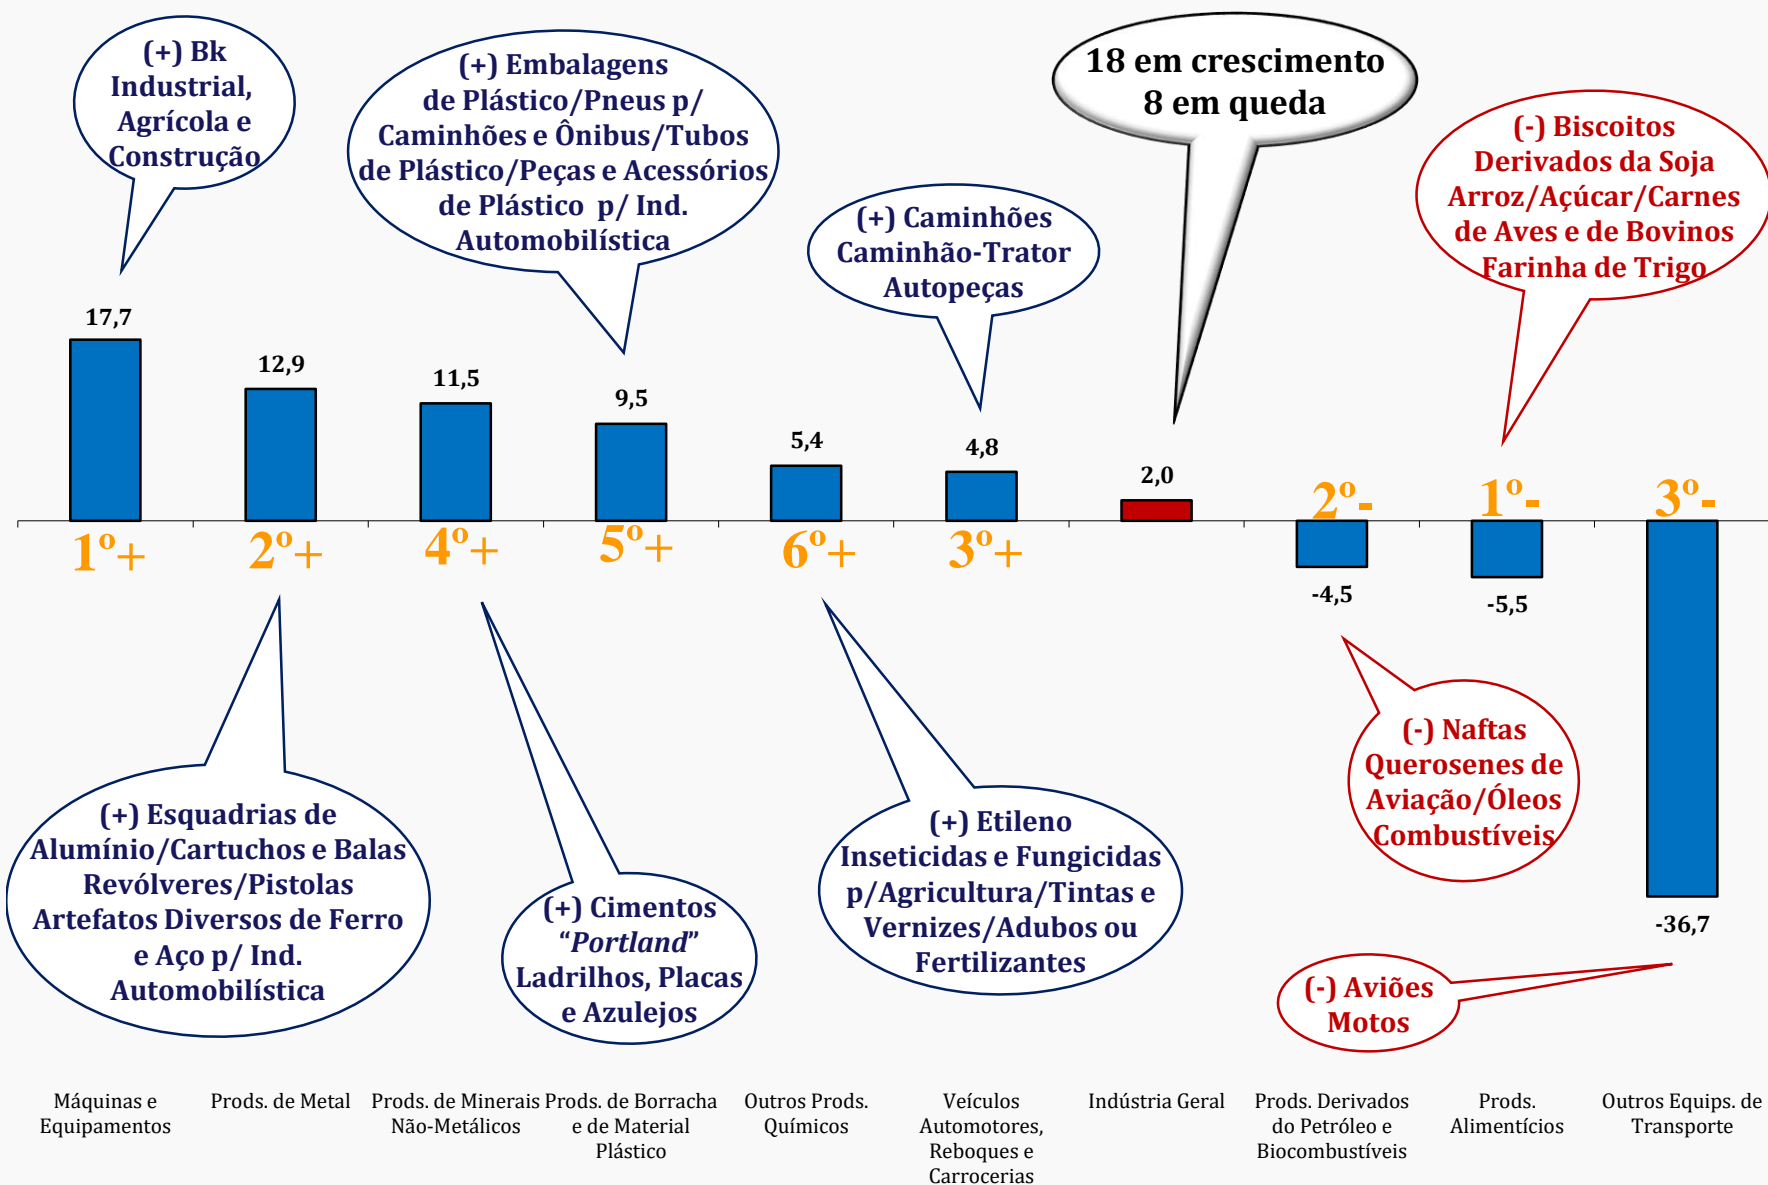 (+) Bk
Industrial,
Agrícola e
Construção
(+) Embalagens
de Plástico/Pneus p/
Caminhões e Ônibus/Tubos
de Plástico/Peças e Acessórios
de Plástico p/ Ind.
Automobilística
(+) Caminhões
Caminhão-Trator
Autopeças
18 em crescimento
8 em queda
(-) Biscoitos
Derivados da Soja
Arroz/Açúcar/Carnes
de Aves e de Bovinos
Farinha de Trigo
17,7
12,9
11,5
9,5
5,4
4,8
2,0
2º-
1º-
3º-
1º+
2º+
4º+
5º+
6º+
3º+
-4,5
-5,5
-36,7
(+) Esquadrias de
Alumínio/Cartuchos e Balas
Revólveres/Pistolas
Artefatos Diversos de Ferro
e Aço p/ Ind.
Automobilística
(+) Cimentos
“Portland”
Ladrilhos, Placas
e Azulejos
(+) Etileno
Inseticidas e Fungicidas
p/Agricultura/Tintas e
Vernizes/Adubos ou
Fertilizantes
(-) Naftas
Querosenes de
Aviação/Óleos
Combustíveis
(-) Aviões
Motos
Máquinas e
Equipamentos
Prods. de Metal
Prods. de Minerais
Não-Metálicos
Prods. de Borracha
e de Material
Plástico
Outros Prods.
Químicos
Veículos
Automotores,
Reboques e
Carrocerias
Indústria Geral
Prods. Derivados
do Petróleo e
Biocombustíveis
Prods.
Alimentícios
Outros Equips. de
Transporte